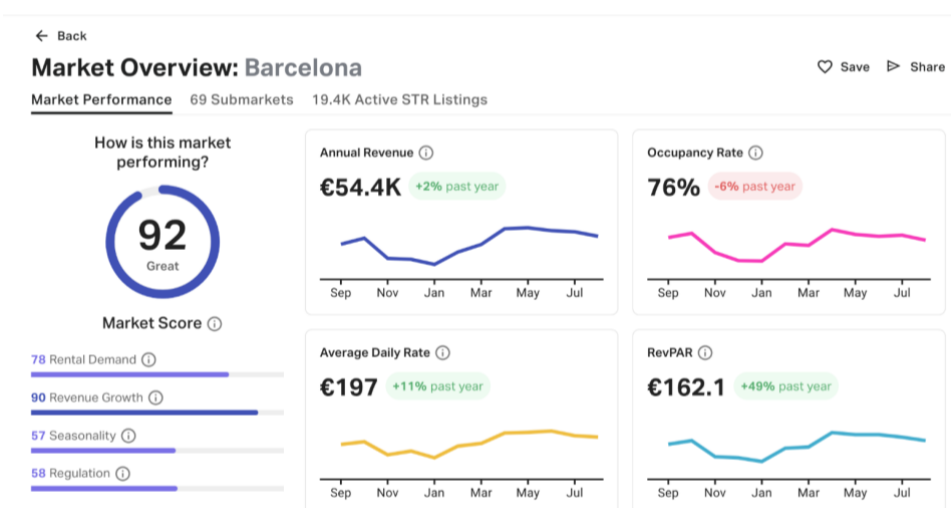 Back
Market Overview: Barcelona
Save
Share
Market Performance
69 Submarkets
19.4K Active STR Listings
How is this market
performing?
92
Great
Market Score
78 Rental Demand
90 Revenue Growth
57 Seasonality
58 Regulation
Annual Revenue
€54.4K +2% past year
Sep Nov Jan Mar May Jul
Occupancy Rate
76% -6% past year
Sep Nov Jan Mar May Jul
Average Daily Rate
€197 +11% past year
Sep Nov Jan Mar May Jul
RevPAR
€162.1 +49% past year
Sep Nov Jan Mar May Jul